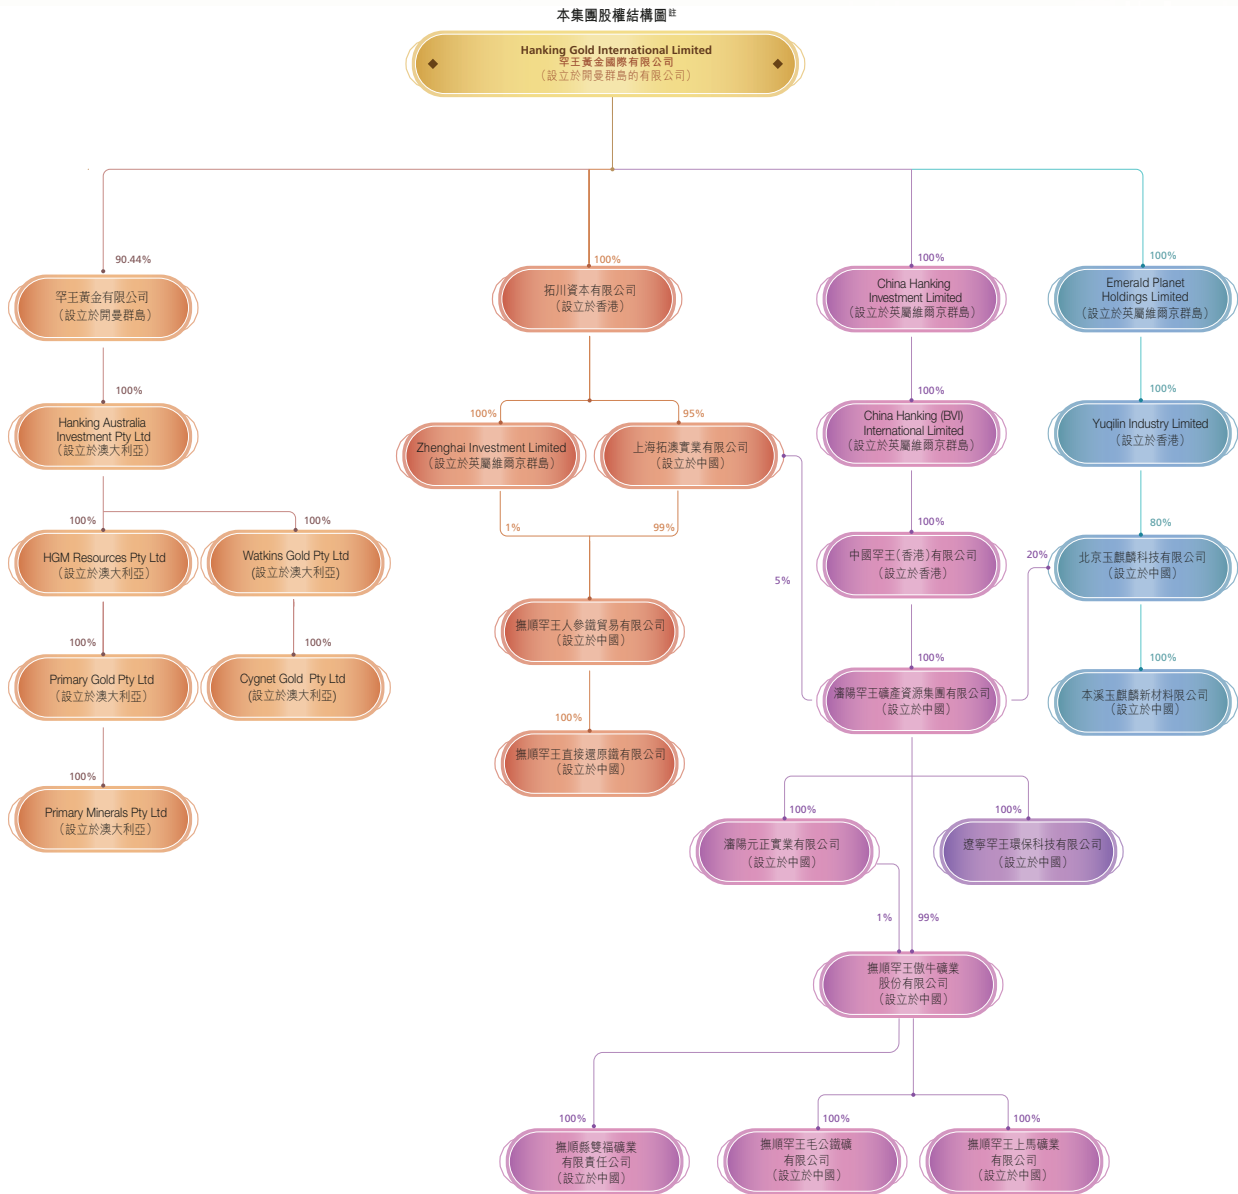 本集團股權結構圖註
Hanking Gold International Limited
罕王黃金國際有限公司
（設立於開曼群島的有限公司）
90.44%
罕王黃金有限公司
（設立於開曼群島）
100%
Hanking Australia
Investment Pty Ltd
（設立於澳大利亞）
100%
HGM Resources Pty Ltd
（設立於澳大利亞）
100%
Watkins Gold Pty Ltd
(設立於澳大利亞)
100%
Primary Gold Pty Ltd
（設立於澳大利亞）
100%
Cygnet Gold Pty Ltd
(設立於澳大利亞)
100%
Primary Minerals Pty Ltd
（設立於澳大利亞）
100%
拓川資本有限公司
（設立於香港）
100%
Zhenghai Investment Limited
（設立於英屬維爾京群島）
95%
上海拓澳實業有限公司
（設立於中國）
1%
99%
撫順罕王人參鐵貿易有限公司
（設立於中國）
100%
撫順罕王直接還原鐵有限公司
（設立於中國）
100%
China Hanking
Investment Limited
（設立於英屬維爾京群島）
100%
China Hanking (BVI)
International Limited
（設立於英屬維爾京群島）
100%
中國罕王（香港）有限公司
（設立於香港）
5%
20%
100%
瀋陽罕王礦產資源集團有限公司
（設立於中國）
100%
瀋陽元正實業有限公司
（設立於中國）
100%
遼寧罕王環保科技有限公司
（設立於中國）
1%
99%
撫順罕王傲牛礦業
股份有限公司
（設立於中國）
100%
撫順縣雙福礦業
有限責任公司
（設立於中國）
100%
撫順罕王毛公鐵礦
有限公司
（設立於中國）
100%
撫順罕王上馬礦業
有限公司
（設立於中國）
100%
Emerald Planet
Holdings Limited
（設立於英屬維爾京群島）
100%
Yuqilin Industry Limited
（設立於香港）
80%
北京玉麒麟科技有限公司
（設立於中國）
100%
本溪玉麒麟新材料限公司
（設立於中國）